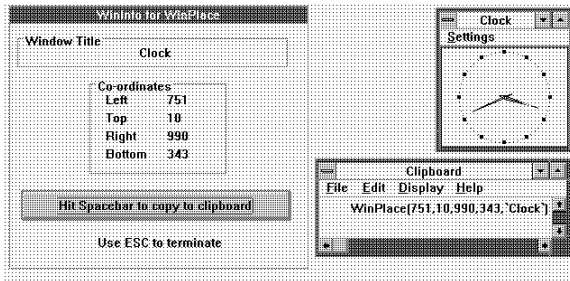 WinInfo for WinPlace
Window Title
Clock
Co-ordinates
Left 751
Top 10
Right 990
Bottom 343
Hit Spacebar to copy to clipboard
Use ESC to terminate
Clock
Settings
Clipboard
File Edit Display Help
WinPlace(751,10,990,343,`Clock`)